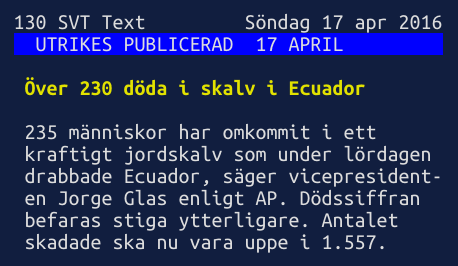 130 SVT Text Söndag 17 apr 2016
UTRIKES PUBLICERAD 17 APRIL
Över 230 döda i skalv i Ecuador
235 människor har omkommit i ett
kraftigt jordskalv som under lördagen
drabbade Ecuador, säger vicepresident-
en Jorge Glas enligt AP. Dödssiffran
befaras stiga ytterligare. Antalet
skadade ska nu vara uppe i 1.557.